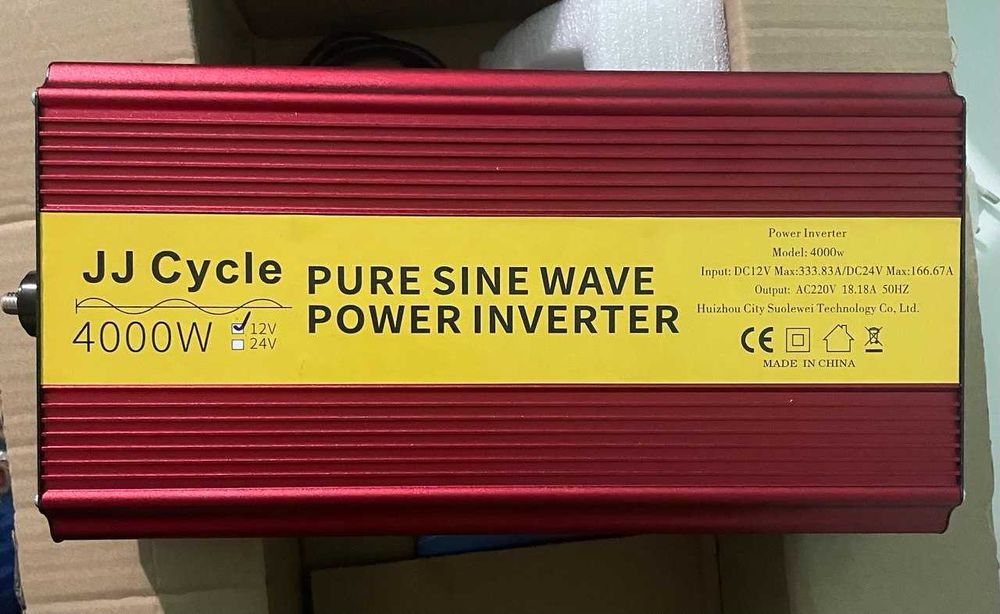 JJ Cycle
4000W
12V
24V
PURE SINE WAVE
POWER INVERTER
Power Inverter
Model: 4000w
Input: DC12V Max:333.83A/DC24V Max:166.67A
Output: AC220V 18.18A 50HZ
Huizhou City Suolewei Technology Co, Ltd.
CE
MADE IN CHINA